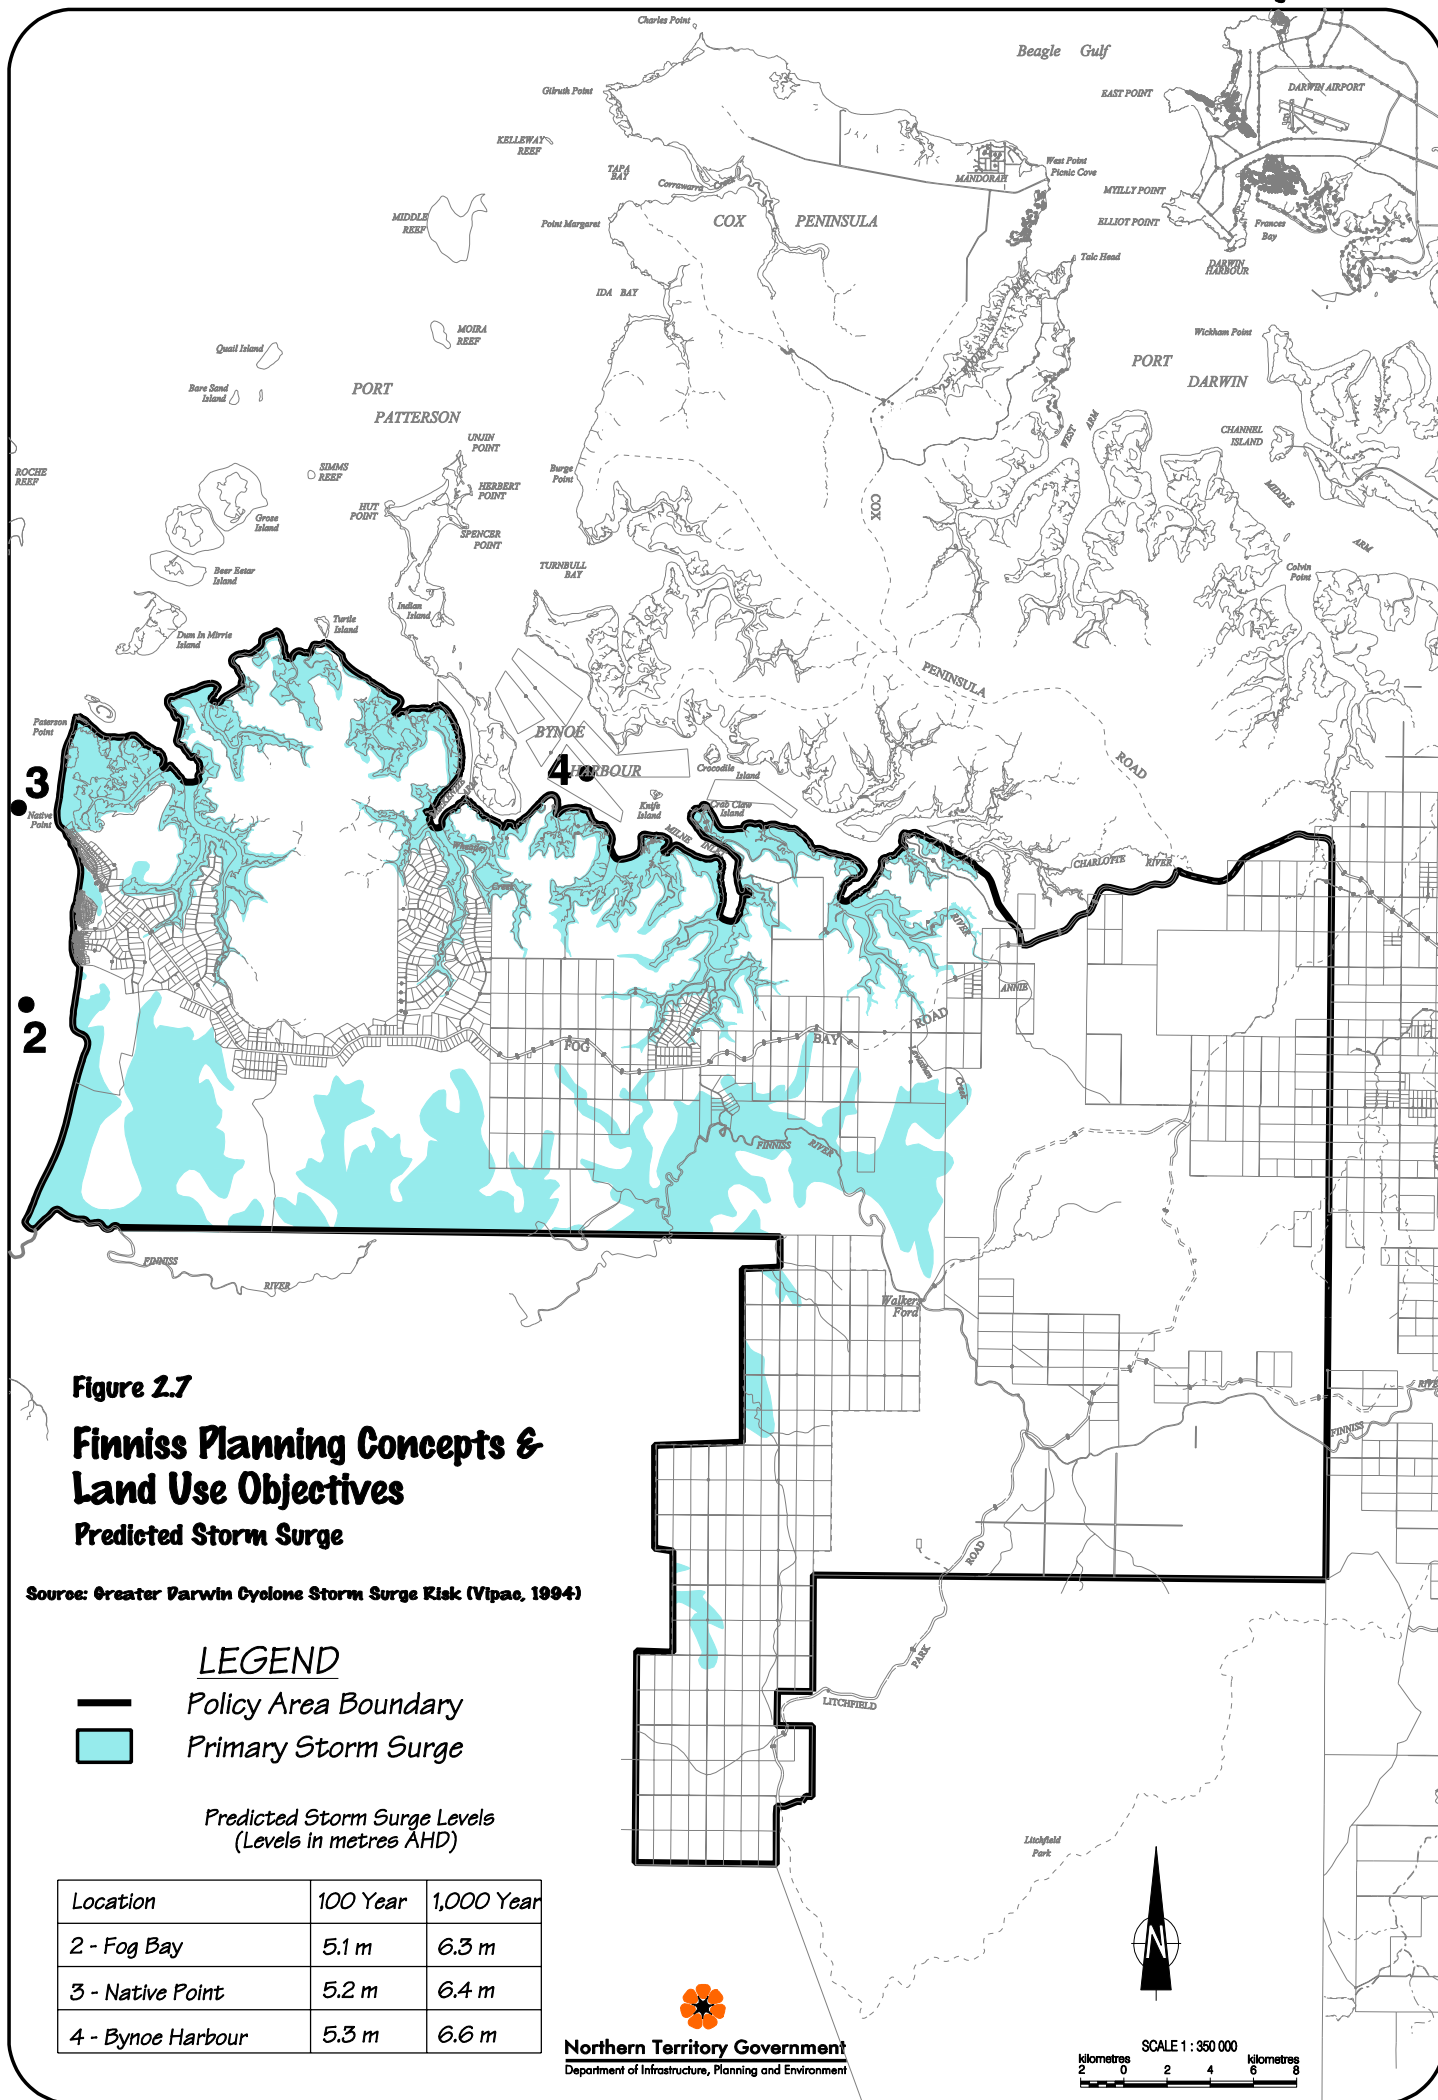 Charles Point
Beagle Gulf
Gilruth Point
EAST POINT
DARWIN AIRPORT
KELLEWAY
REEF
TAPA
BAY
Corrawarra Creek
MANDORAH
West Point
Picnic Cove
MYILLY POINT
MIDDLE
REEF
Point Margaret
COX PENINSULA
ELLIOT POINT
Frances
Bay
DARWIN
HARBOUR
Talc Head
IDA BAY
MOIRA
REEF
Quail Island
Wickham Point
Bare Sand
Island
PORT
PATTERSON
PORT
DARWIN
UNJIN
POINT
WEST ARM
CHANNEL
ISLAND
ROCHE
REEF
SIMMS
REEF
Burge
Point
HERBERT
POINT
HUT
POINT
COX
MIDDLE
ARM
Grose
Island
SPENCER
POINT
Beer Eetar
Island
TURNBULL
BAY
Colvin
Point
Indian
Island
Turtle
Island
Dum In Mirrie
Island
PENINSULA
Paterson
Point
BYNOE
HARBOUR
ROAD
3
4
Crocodile
Island
Native
Point
Knife
Island
Crab Claw
Island
MILNE INLET
Wheatley
Creek
CHARLOTTE RIVER
RIVER
ANNIE
2
FOG
BAY
ROAD
Leviathan
Creek
FINNISS RIVER
FINNISS
RIVER
Walkers
Ford
Figure 2.7
Finniss Planning Concepts &
Land Use Objectives
Predicted Storm Surge
Source: Greater Darwin Cyclone Storm Surge Risk (Vipac, 1994)
FINNISS
ROAD
PARK
LITCHFIELD
LEGEND
Policy Area Boundary
Primary Storm Surge
Predicted Storm Surge Levels
(Levels in metres AHD)
Litchfield
Park
Location 100 Year 1,000 Year
2 - Fog Bay 5.1 m 6.3 m
3 - Native Point 5.2 m 6.4 m
4 - Bynoe Harbour 5.3 m 6.6 m
N
Northern Territory Government
Department of Infrastructure, Planning and Environment
SCALE 1 : 350 000
kilometres kilometres
2 0 2 4 6 8